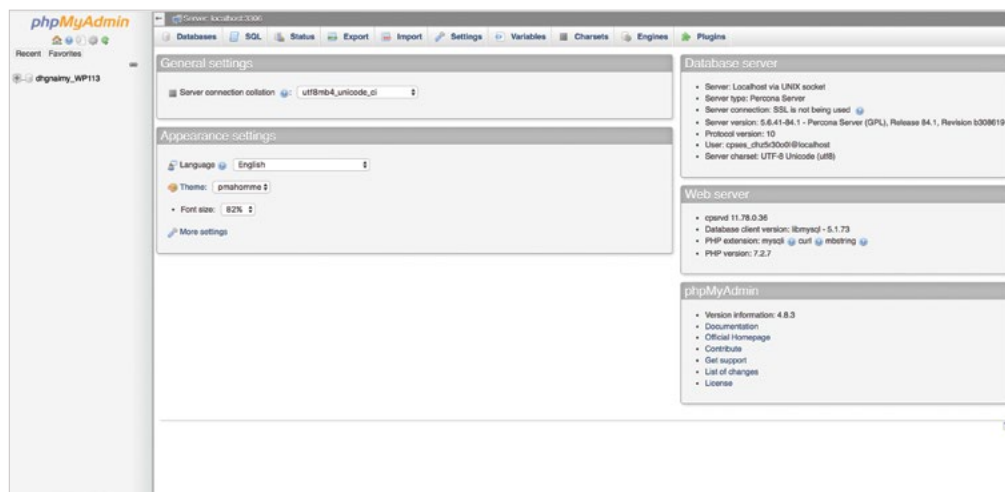 phpMyAdmin
Recent Favorites
dhgnaimy_WP113
Server: localhost:3306
Databases SQL Status Export Import Settings Variables Charsets Engines Plugins
General settings
Server connection collation : utf8mb4_unicode_ci
Appearance settings
Language English
Theme: pmahomme
• Font size: 82%
More settings
Database server
• Server: Localhost via UNIX socket
• Server type: Percona Server
• Server connection: SSL is not being used
• Server version: 5.6.41-84.1 - Percona Server (GPL), Release 84.1, Revision b308619
• Protocol version: 10
• User: cpses_chz5r30o0l@localhost
• Server charset: UTF-8 Unicode (utf8)
Web server
• cpsrvd 11.78.0.36
• Database client version: libmysql - 5.1.73
• PHP extension: mysqli curl mbstring
• PHP version: 7.2.7
phpMyAdmin
• Version information: 4.8.3
• Documentation
• Official Homepage
• Contribute
• Get support
• List of changes
• License